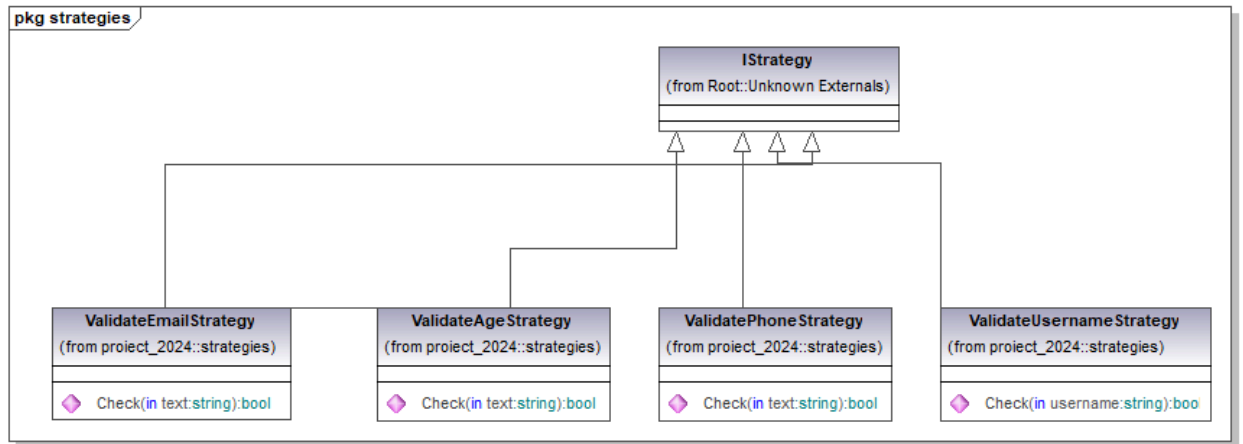 pkg strategies
IStrategy
(from Root::Unknown Externals)
ValidateEmailStrategy
(from proiect_2024::strategies)
Check(in text:string):bool
ValidateAgeStrategy
(from proiect_2024::strategies)
Check(in text:string):bool
ValidatePhoneStrategy
(from proiect_2024::strategies)
Check(in text:string):bool
ValidateUsernameStrategy
(from proiect_2024::strategies)
Check(in username:string):boo